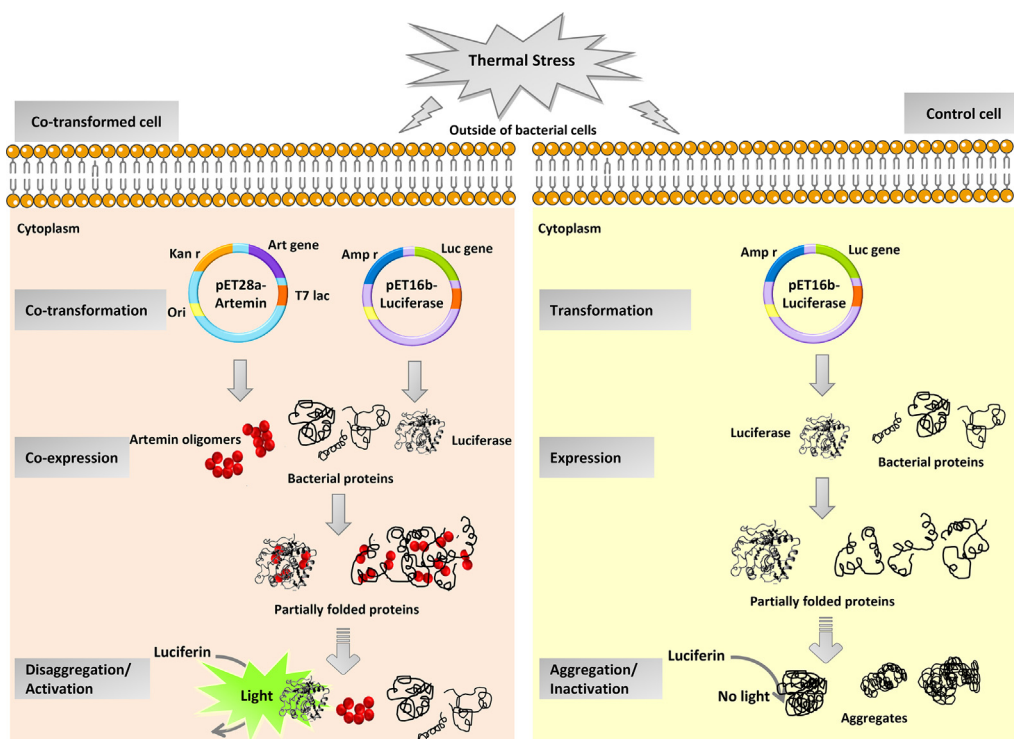 Thermal Stress
Co-transformed cell
Outside of bacterial cells
Control cell
Cytoplasm
Kan r
Art gene
pET28a-
Artemin
T7 lac
Ori
Amp r
Luc gene
pET16b-
Luciferase
Co-transformation
Artemin oligomers
Luciferase
Co-expression
Bacterial proteins
Partially folded proteins
Disaggregation/
Activation
Luciferin
Light
Cytoplasm
Amp r
Luc gene
pET16b-
Luciferase
Transformation
Luciferase
Expression
Bacterial proteins
Partially folded proteins
Aggregation/
Inactivation
Luciferin
No light
Aggregates